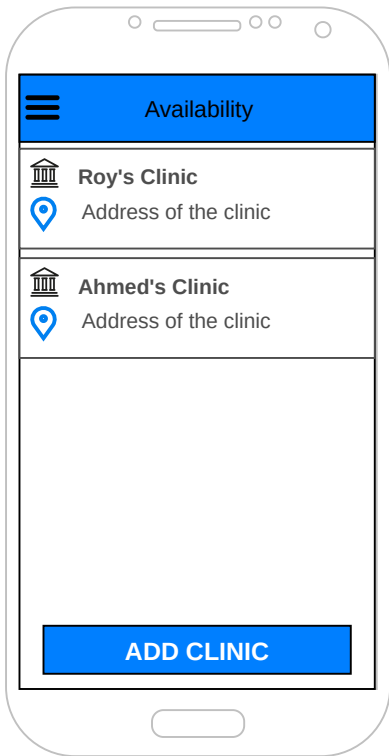 Availability
Roy's Clinic
Address of the clinic
Ahmed's Clinic
Address of the clinic
ADD CLINIC